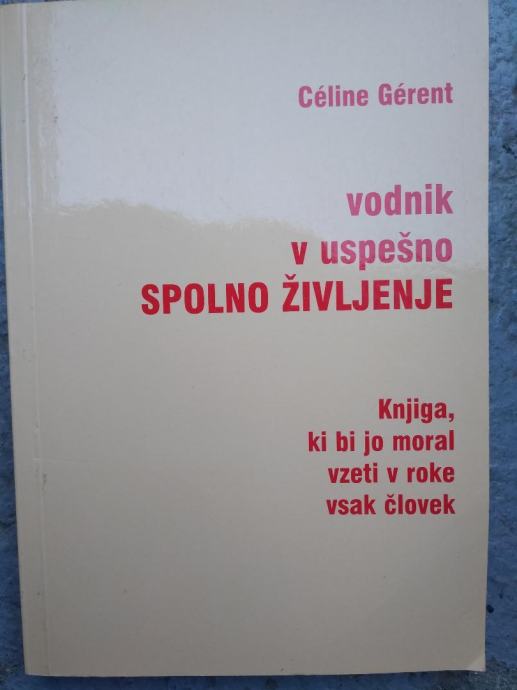 Céline Gérent
vodnik
v uspešno
SPOLNO ŽIVLJENJE
Knjiga,
ki bi jo moral
vzeti v roke
vsak človek